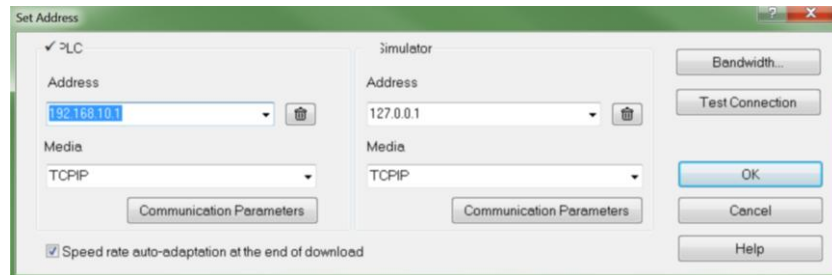 Set Address
PLC
Address
192.168.10.1
Media
TCPIP
Communication Parameters
Simulator
Address
127.0.0.1
Media
TCPIP
Communication Parameters
Speed rate auto-adaptation at the end of download
Bandwidth...
Test Connection
OK
Cancel
Help